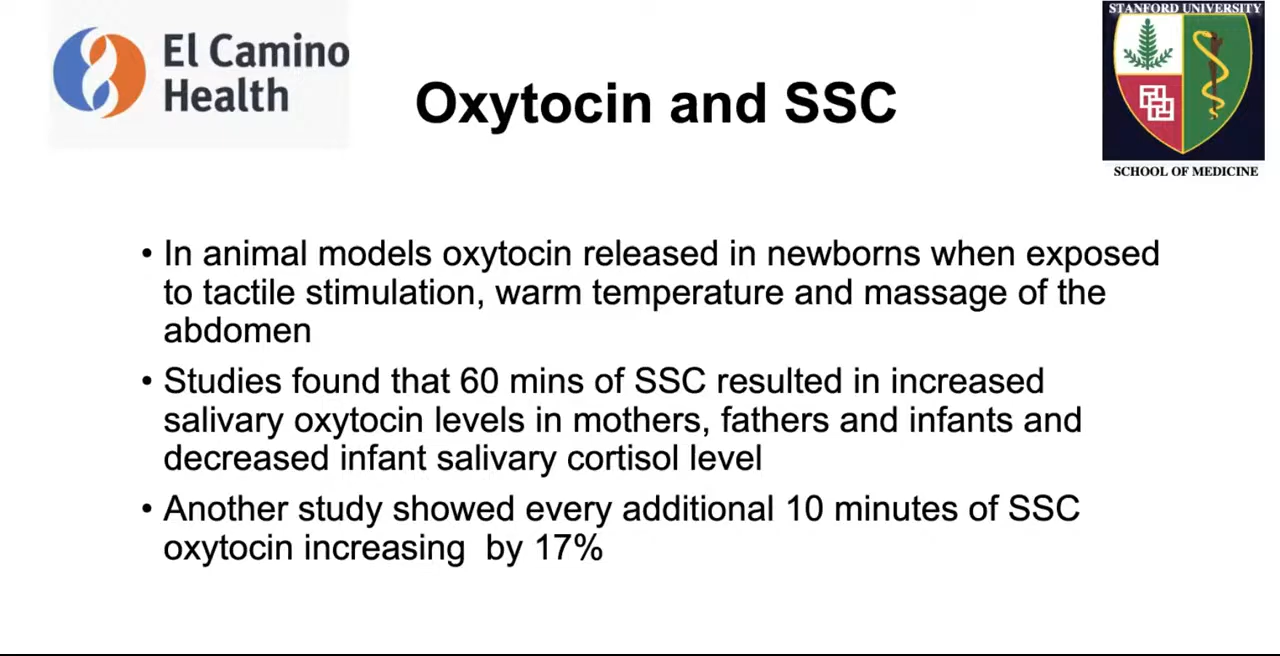 El Camino
Health
STANFORD UNIVERSITY
Oxytocin and SSC
SCHOOL OF MEDICINE
• In animal models oxytocin released in newborns when exposed
to tactile stimulation, warm temperature and massage of the
abdomen
• Studies found that 60 mins of SSC resulted in increased
salivary oxytocin levels in mothers, fathers and infants and
decreased infant salivary cortisol level
• Another study showed every additional 10 minutes of SSC
oxytocin increasing  by 17%